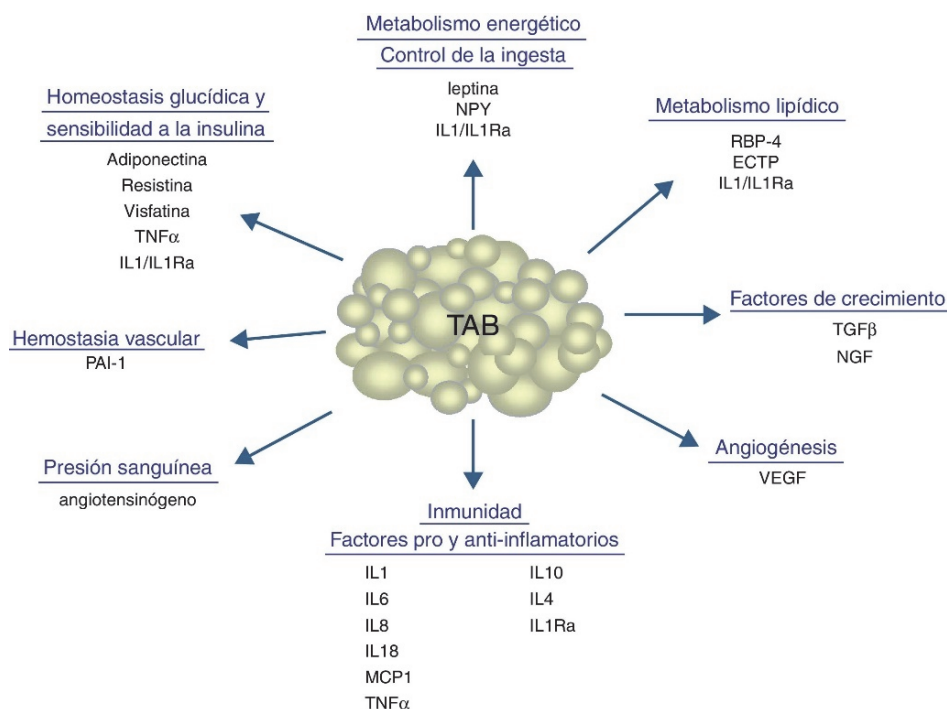 Metabolismo energético
Control de la ingesta
leptina
NPY
IL1/IL1Ra
Homeostasis glucídica y
sensibilidad a la insulina
Adiponectina
Resistina
Visfatina
TNFα
IL1/IL1Ra
Metabolismo lipídico
RBP-4
ECTP
IL1/IL1Ra
TAB
Factores de crecimiento
TGFβ
NGF
Hemostasia vascular
PAI-1
Presión sanguínea
angiotensinógeno
Angiogénesis
VEGF
Inmunidad
Factores pro y anti-inflamatorios
IL1
IL6
IL8
IL18
MCP1
TNFα
IL10
IL4
IL1Ra